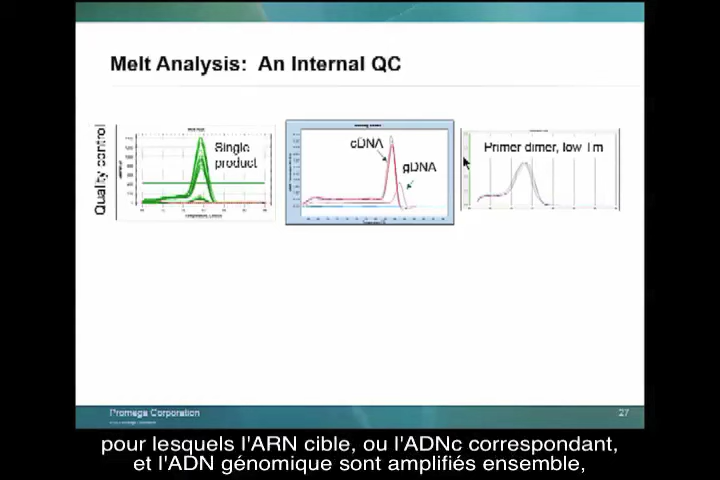 Melt Analysis: An Internal QC
Quality control
Single
product
cDNA
gDNA
Primer dimer, low Tm
Promega Corporation
27
pour lesquels l'ARN cible, ou l'ADNc correspondant,
et l'ADN génomique sont amplifiés ensemble,